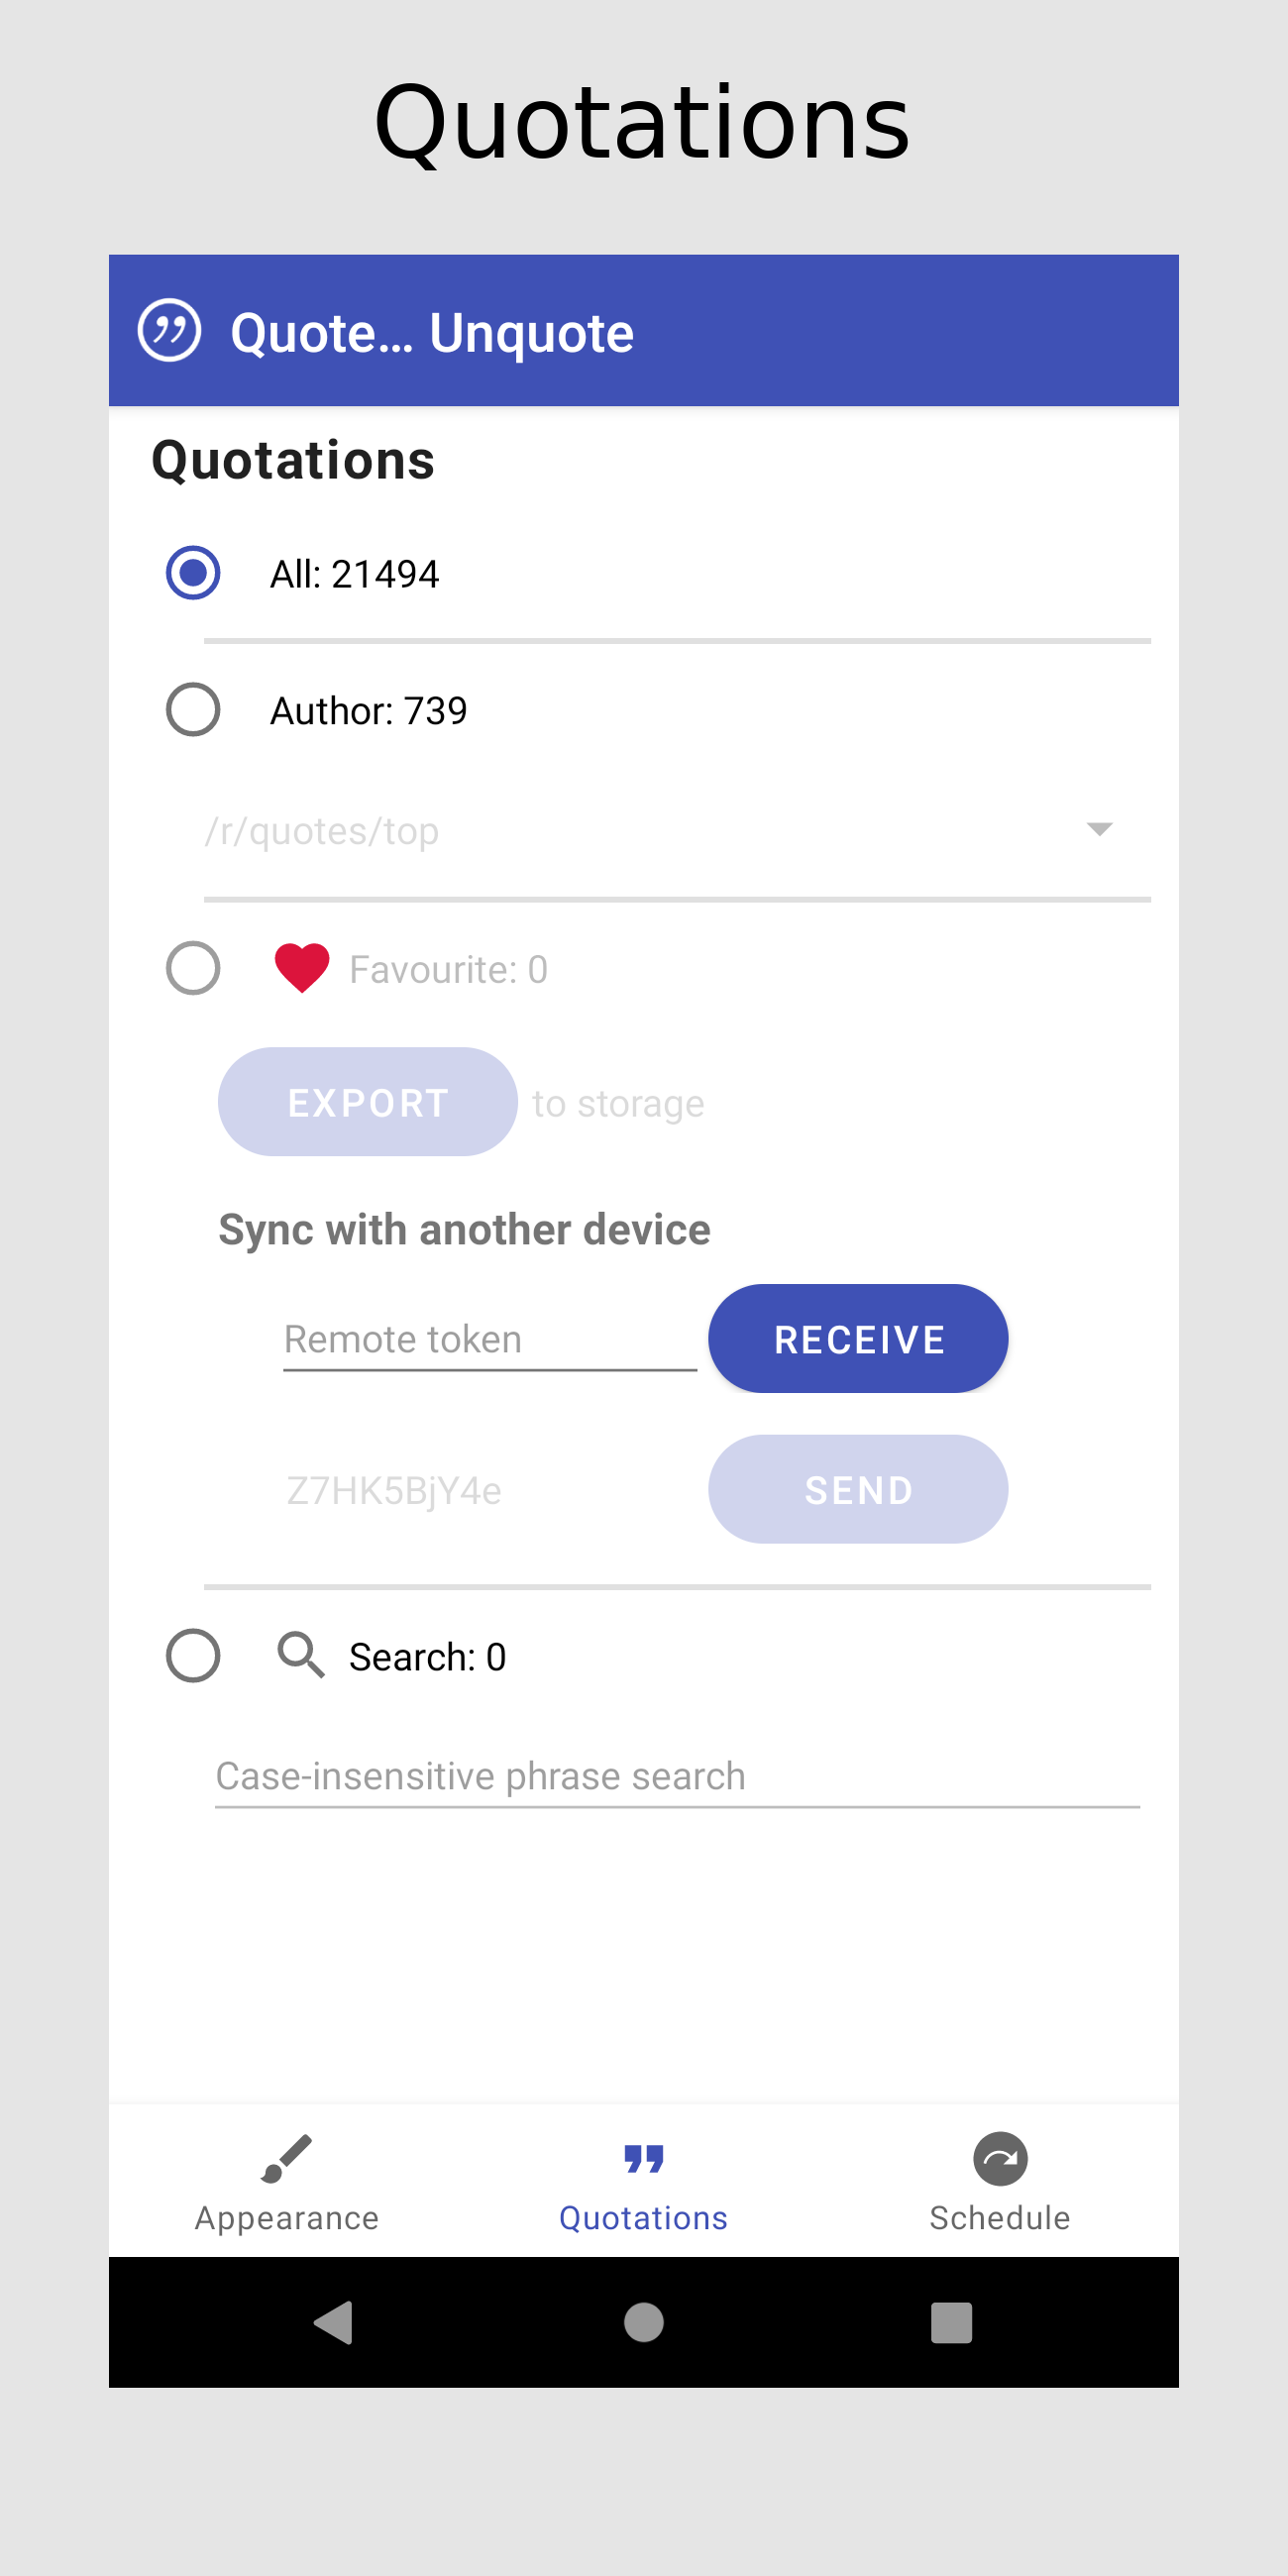 Quotations
Quote... Unquote
Quotations
All: 21494
Author: 739
/r/quotes/top
Favourite: 0
EXPORT to storage
Sync with another device
Remote token RECEIVE
Z7HK5BjY4e SEND
Search: 0
Case-insensitive phrase search
Appearance Quotations Schedule